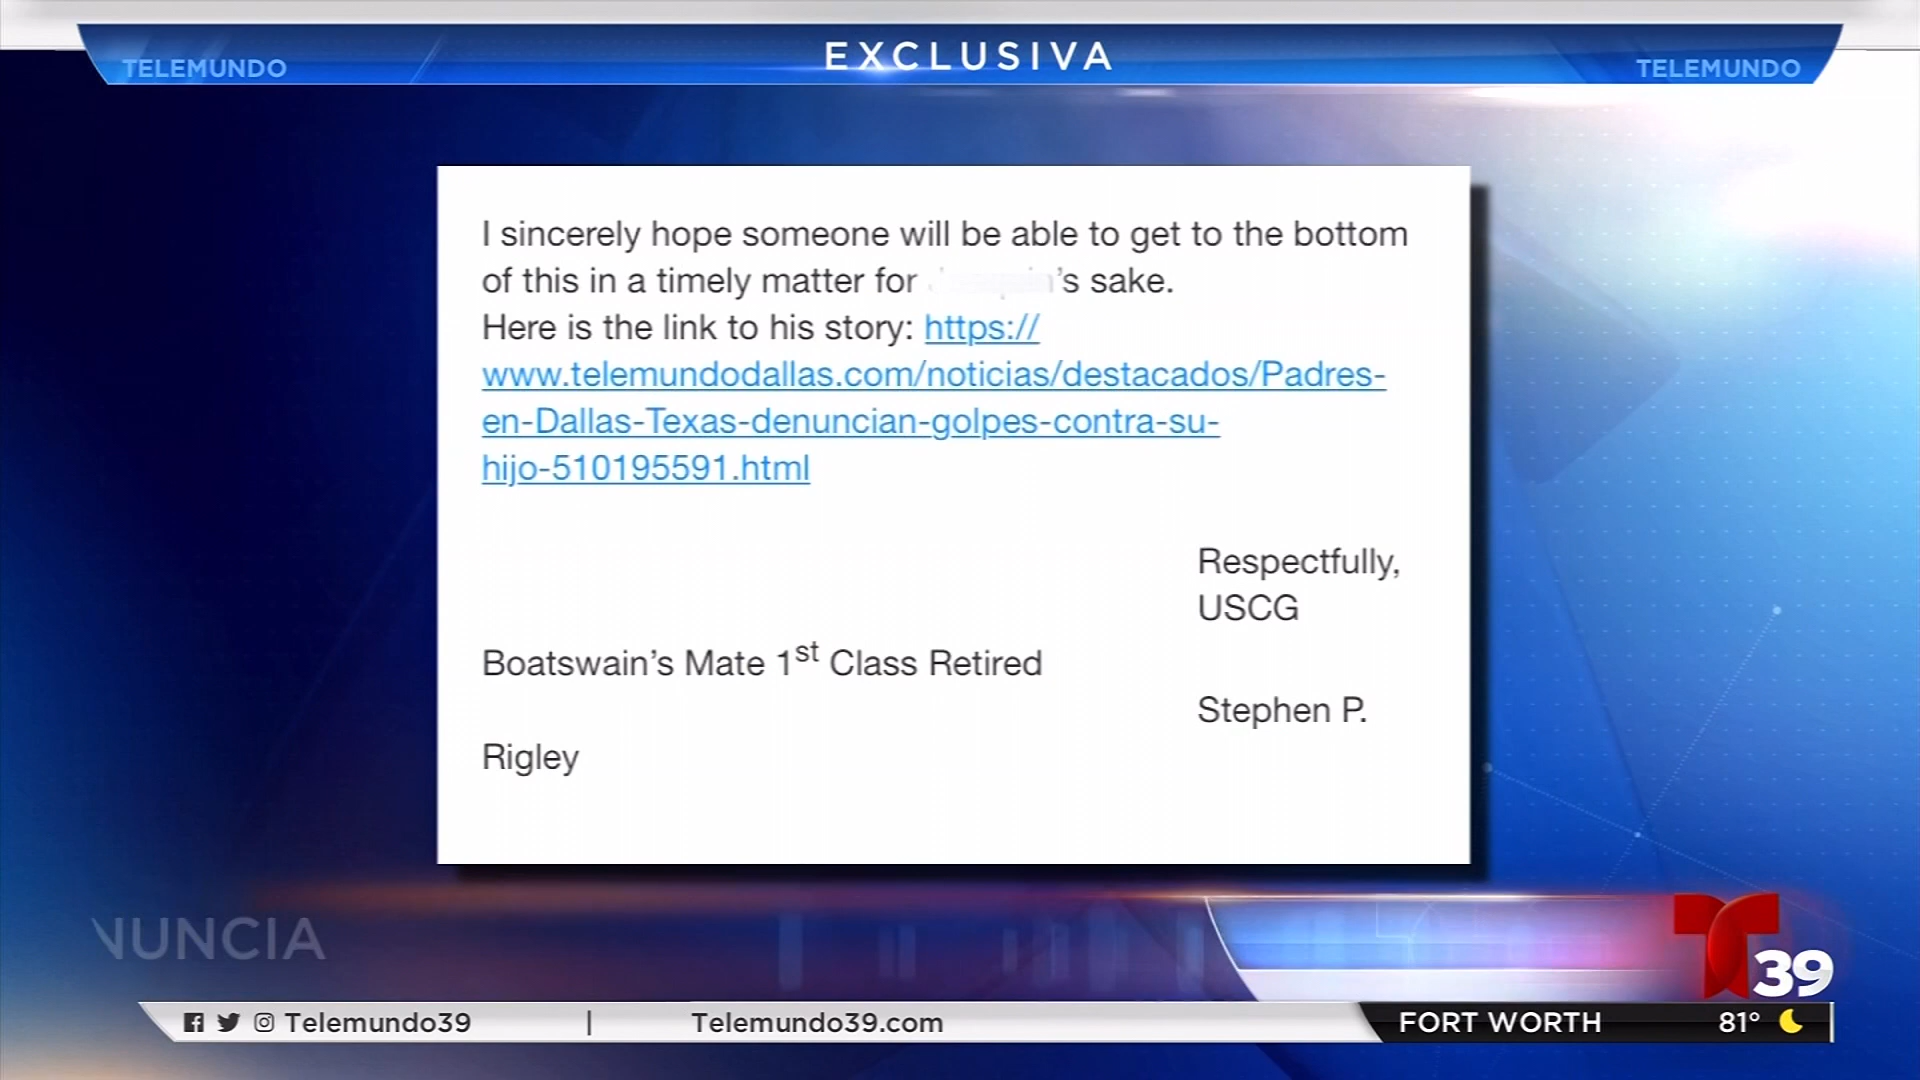 EXCLUSIVA
TELEMUNDO
TELEMUNDO
I sincerely hope someone will be able to get to the bottom
of this in a timely matter for 's sake.
Here is the link to his story: https://
www.telemundodallas.com/noticias/destacados/Padres-
en-Dallas-Texas-denuncian-golpes-contra-su-
hijo-510195591.html
Respectfully,
USCG
Boatswain's Mate 1st Class Retired
Stephen P.
Rigley
NUNCIA
39
Telemundo39 | Telemundo39.com
FORT WORTH 81°